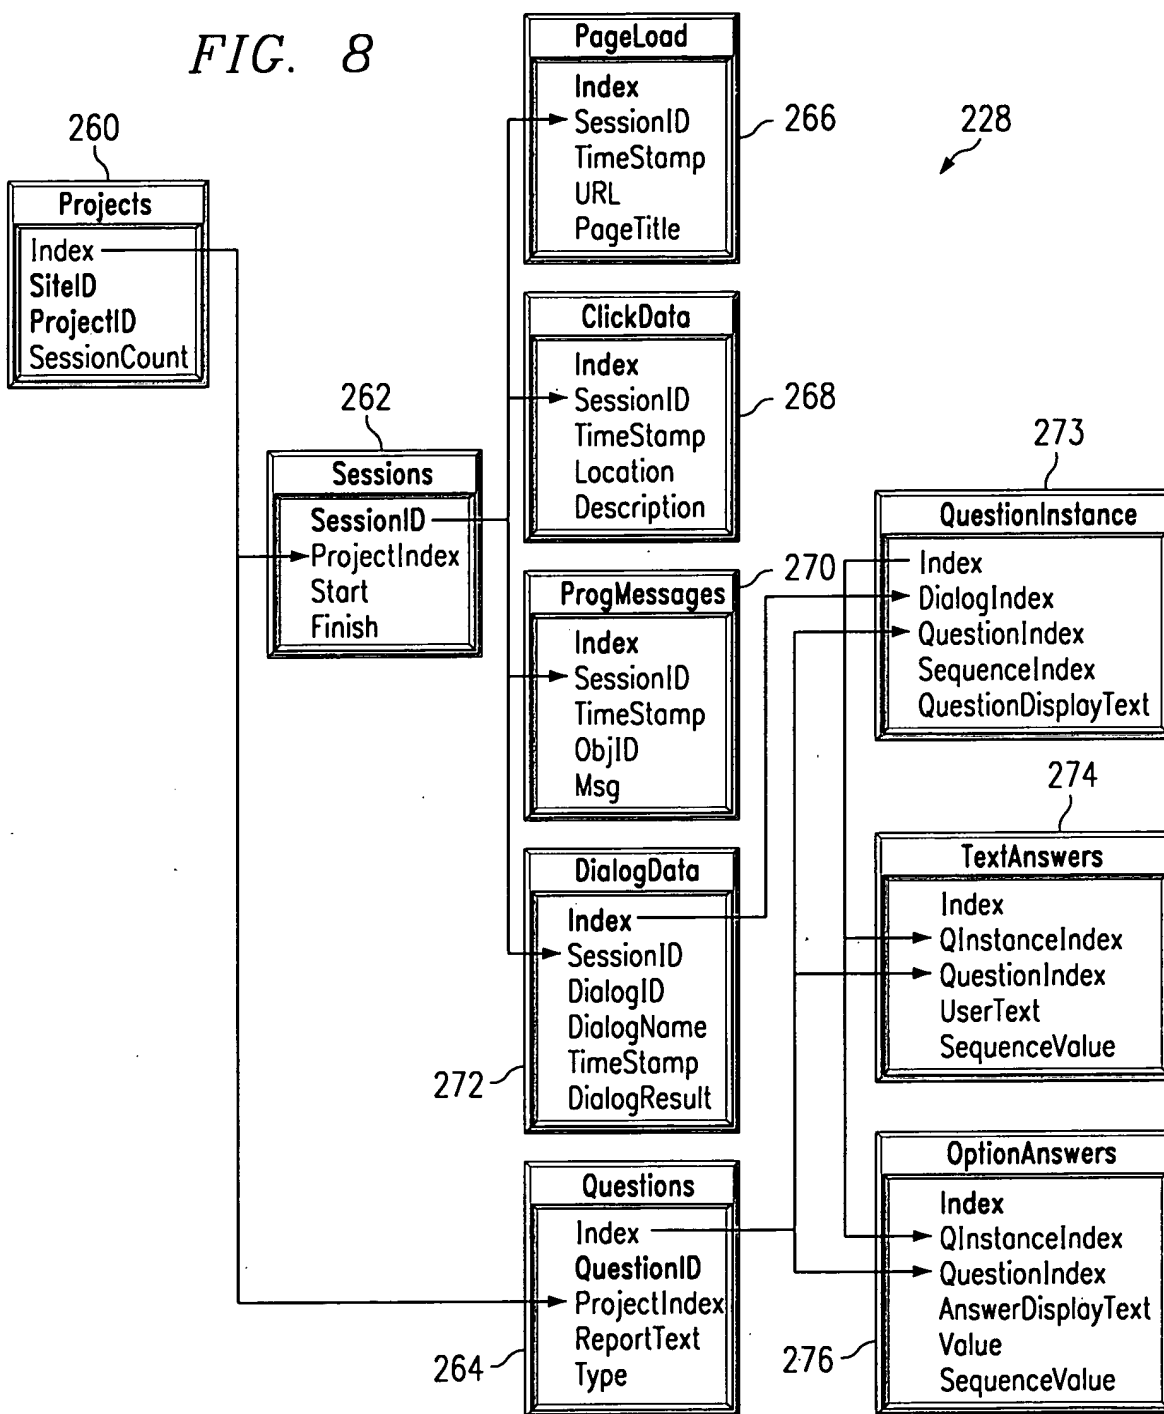 FIG. 8
260
Projects
Index
SiteID
ProjectID
SessionCount
262
Sessions
SessionID
ProjectIndex
Start
Finish
PageLoad
Index
SessionID
TimeStamp
URL
PageTitle
266
228
ClickData
Index
SessionID
TimeStamp
Location
Description
268
ProgMessages
Index
SessionID
TimeStamp
ObjID
Msg
270
DialogData
Index
SessionID
DialogID
DialogName
TimeStamp
DialogResult
272
Questions
Index
QuestionID
ProjectIndex
ReportText
Type
264
273
QuestionInstance
Index
DialogIndex
QuestionIndex
SequenceIndex
QuestionDisplayText
274
TextAnswers
Index
QInstanceIndex
QuestionIndex
UserText
SequenceValue
OptionAnswers
Index
QInstanceIndex
QuestionIndex
AnswerDisplayText
Value
SequenceValue
276